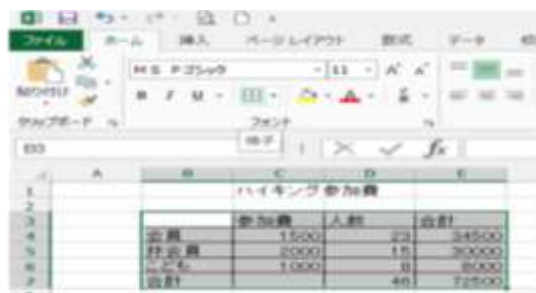 ファイル ホーム 挿入 ページ レイアウト 数式 データ
貼り付け
MS Pゴシック 11 A A
B I U A
クリップボード フォント
B3 格子 fx
A B C D E
1 ハイキング参加費
2
3 参加費 人数 合計
4 会員 1500 23 34500
5 非会員 2000 15 30000
6 こども 1000 8 8000
7 合計 46 72500